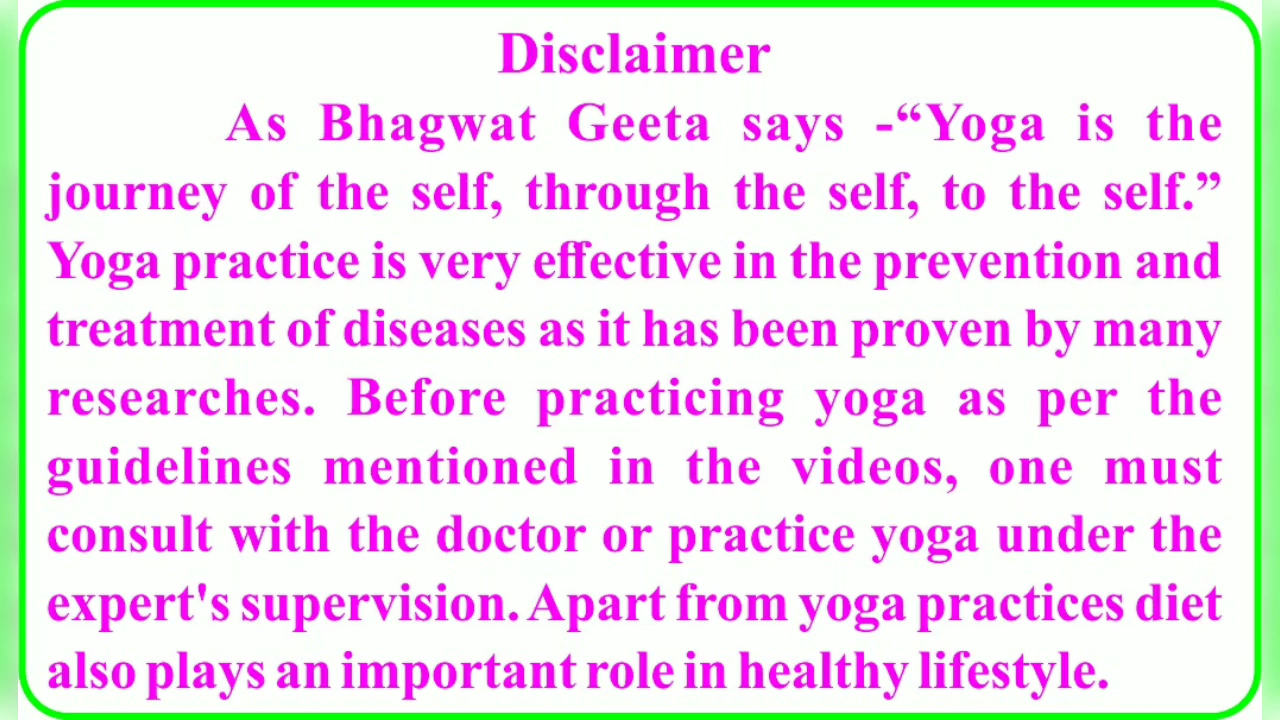 Disclaimer
As Bhagwat Geeta says -“Yoga is the
journey of the self, through the self, to the self.”
Yoga practice is very effective in the prevention and
treatment of diseases as it has been proven by many
researches. Before practicing yoga as per the
guidelines mentioned in the videos, one must
consult with the doctor or practice yoga under the
expert's supervision. Apart from yoga practices diet
also plays an important role in healthy lifestyle.